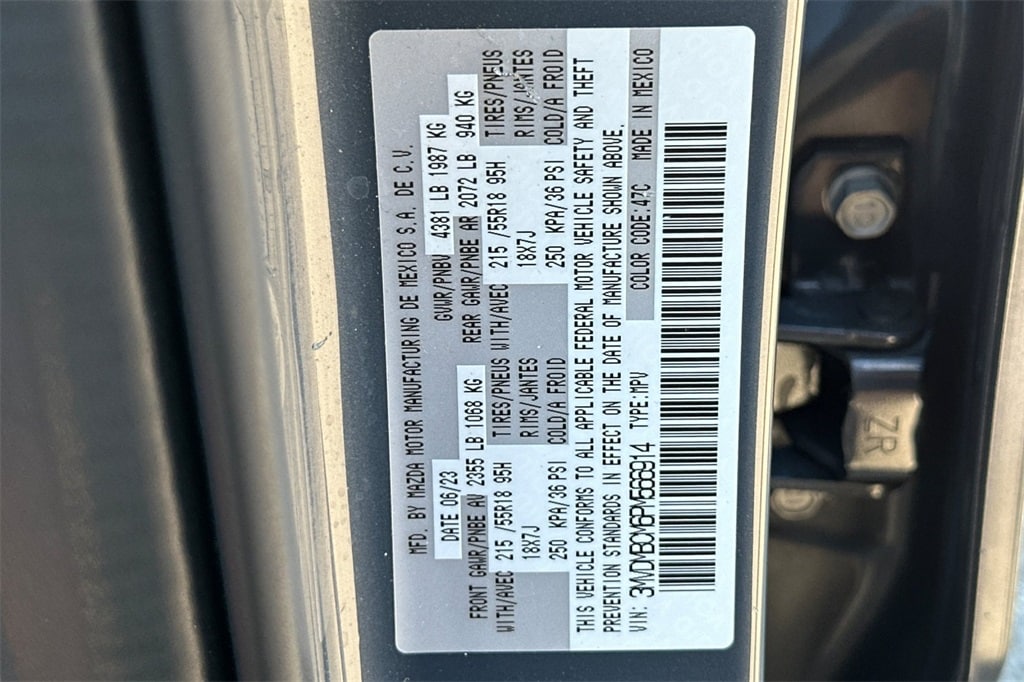 MFD. BY MAZDA MOTOR MANUFACTURING DE MEXICO S.A. DE C.V.
DATE 06/23 GVWR/PNBV 4381 LB 1987 KG
FRONT GAWR/PNBE AV 2355 LB 1068 KG REAR GAWR/PNBE AR 2072 LB 940 KG
WITH/AVEC 215 /55R18 95H TIRES/PNEUS WITH/AVEC 215 /55R18 95H TIRES/PNEUS
18X7J RIMS/JANTES 18X7J RIMS/JANTES
250 KPA/36 PSI COLD/A FROID 250 KPA/36 PSI COLD/A FROID
THIS VEHICLE CONFORMS TO ALL APPLICABLE FEDERAL MOTOR VEHICLE SAFETY AND THEFT
PREVENTION STANDARDS IN EFFECT ON THE DATE OF MANUFACTURE SHOWN ABOVE.
VIN: 3MVDMBCM6PM566914 TYPE:MPV COLOR CODE:47C MADE IN MEXICO
ZR